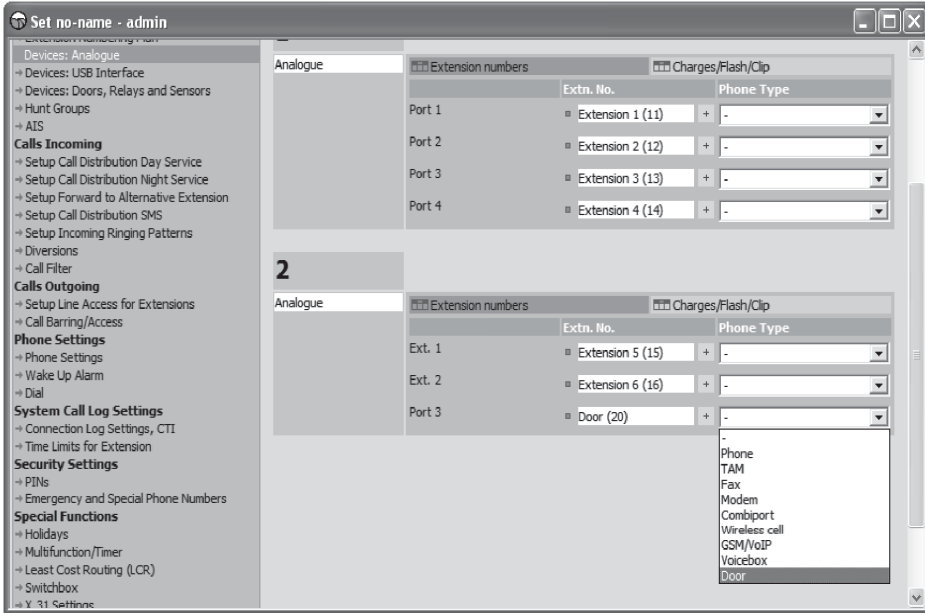 Set no-name - admin
Extension Numbering Plan
Devices: Analogue
Devices: USB Interface
Devices: Doors, Relays and Sensors
Hunt Groups
AIS
Calls Incoming
Setup Call Distribution Day Service
Setup Call Distribution Night Service
Setup Forward to Alternative Extension
Setup Call Distribution SMS
Setup Incoming Ringing Patterns
Diversions
Call Filter
Calls Outgoing
Setup Line Access for Extensions
Call Barring/Access
Phone Settings
Phone Settings
Wake Up Alarm
Dial
System Call Log Settings
Connection Log Settings, CTI
Time Limits for Extension
Security Settings
PINs
Emergency and Special Phone Numbers
Special Functions
Holidays
Multifunction/Timer
Least Cost Routing (LCR)
Switchbox
X.31 Settings
Analogue
Extension numbers Charges/Flash/Clip
Extn. No. Phone Type
Port 1 Extension 1 (11) + -
Port 2 Extension 2 (12) + -
Port 3 Extension 3 (13) + -
Port 4 Extension 4 (14) + -
2
Analogue
Extension numbers Charges/Flash/Clip
Extn. No. Phone Type
Ext. 1 Extension 5 (15) + -
Ext. 2 Extension 6 (16) + -
Port 3 Door (20) + -
-
Phone
TAM
Fax
Modem
Combiport
Wireless cell
GSM/VoIP
Voicebox
Door